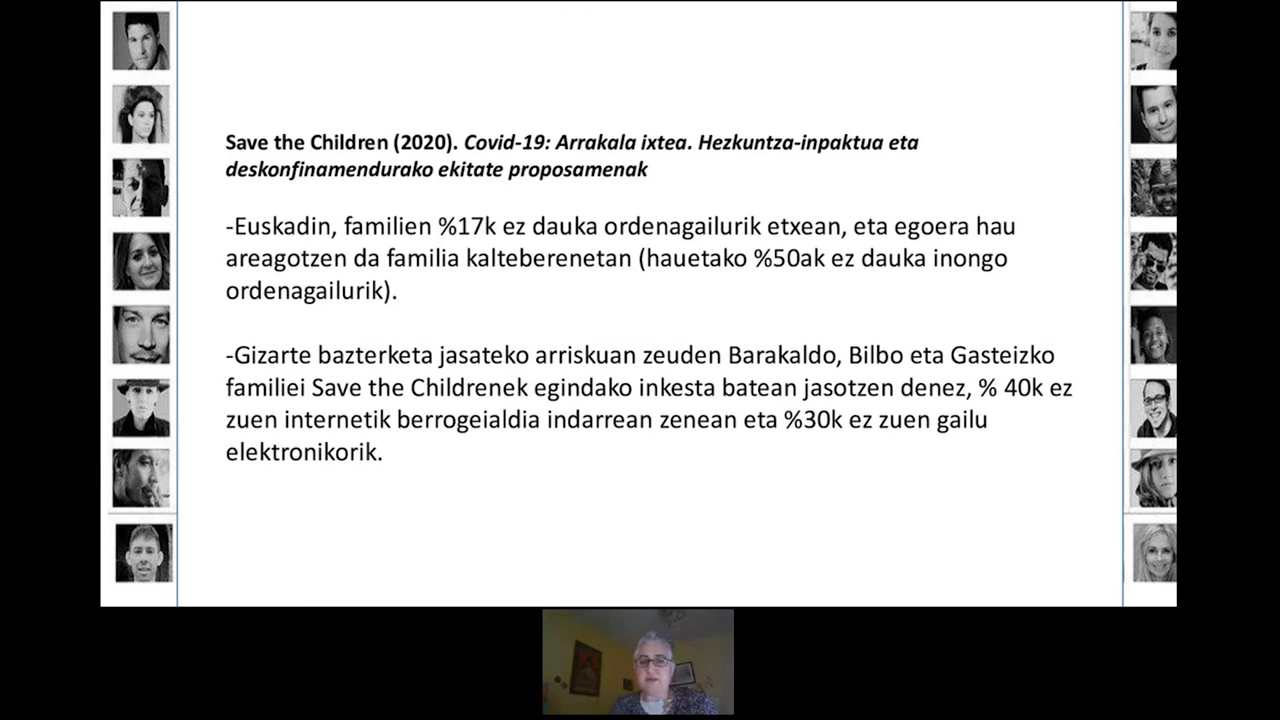 Save the Children (2020). Covid-19: Arrakala ixtea. Hezkuntza-inpaktua eta
deskonfinamendurako ekitate proposamenak
-Euskadin, familien %17k ez dauka ordenagailurik etxean, eta egoera hau
areagotzen da familia kalteberenetan (hauetako %50ak ez dauka inongo
ordenagailurik).
-Gizarte bazterketa jasateko arriskuan zeuden Barakaldo, Bilbo eta Gasteizko
familiei Save the Childrenek egindako inkesta batean jasotzen denez, % 40k ez
zuen internetik berrogeialdia indarrean zenean eta %30k ez zuen gailu
elektronikorik.